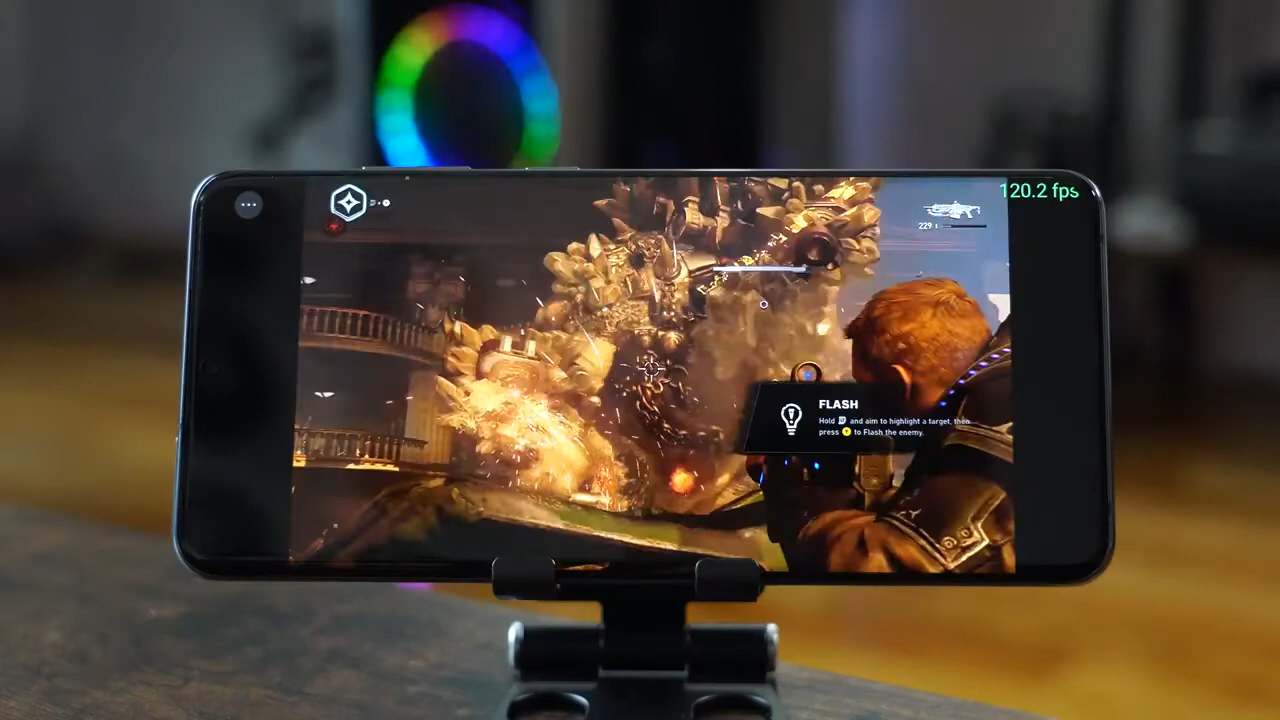 120.2 fps
229
FLASH
Hold and aim to highlight a target, then
press Y to Flash the enemy.